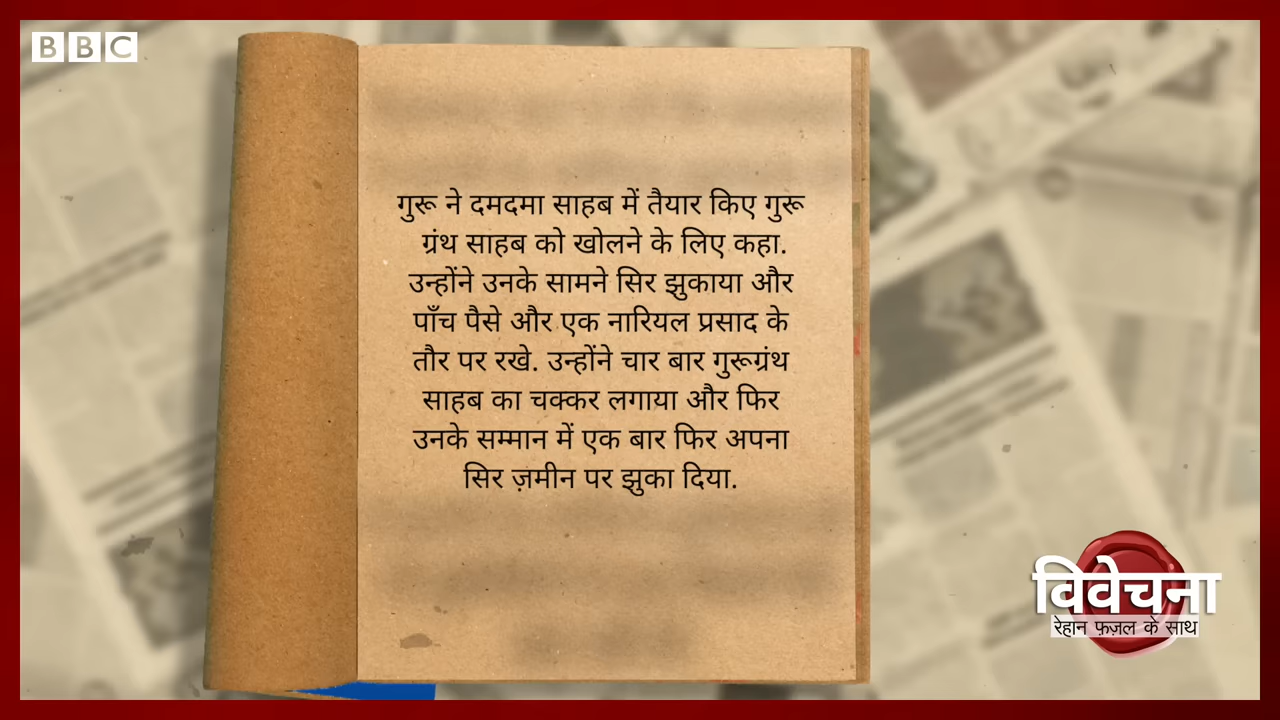 BBC
गुरू ने दमदमा साहब में तैयार किए गुरू
ग्रंथ साहब को खोलने के लिए कहा.
उन्होंने उनके सामने सिर झुकाया और
पाँच पैसे और एक नारियल प्रसाद के
तौर पर रखे. उन्होंने चार बार गुरूग्रंथ
साहब का चक्कर लगाया और फिर
उनके सम्मान में एक बार फिर अपना
सिर ज़मीन पर झुका दिया.
विवेचना
रेहान फ़ज़ल के साथ